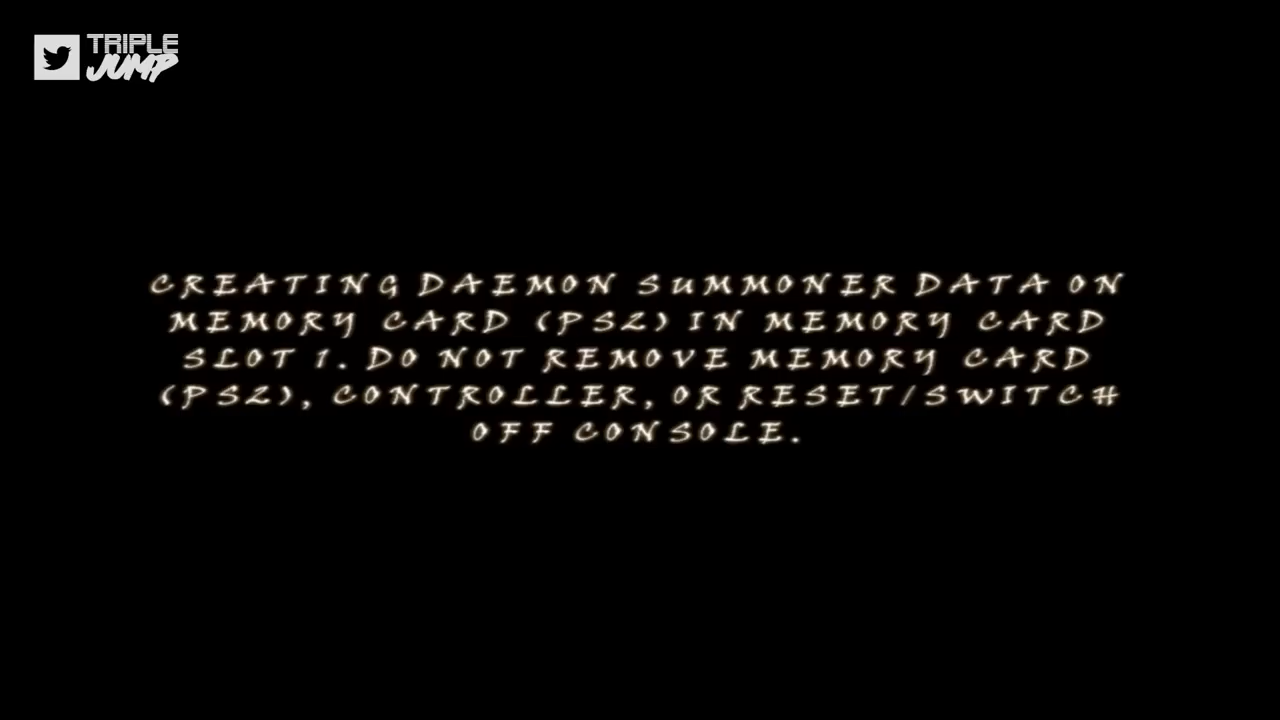 TRIPLE
JUMP
CREATING DAEMON SUMMONER DATA ON
MEMORY CARD (PS2) IN MEMORY CARD
SLOT 1. DO NOT REMOVE MEMORY CARD
(PS2), CONTROLLER, OR RESET/SWITCH
OFF CONSOLE.